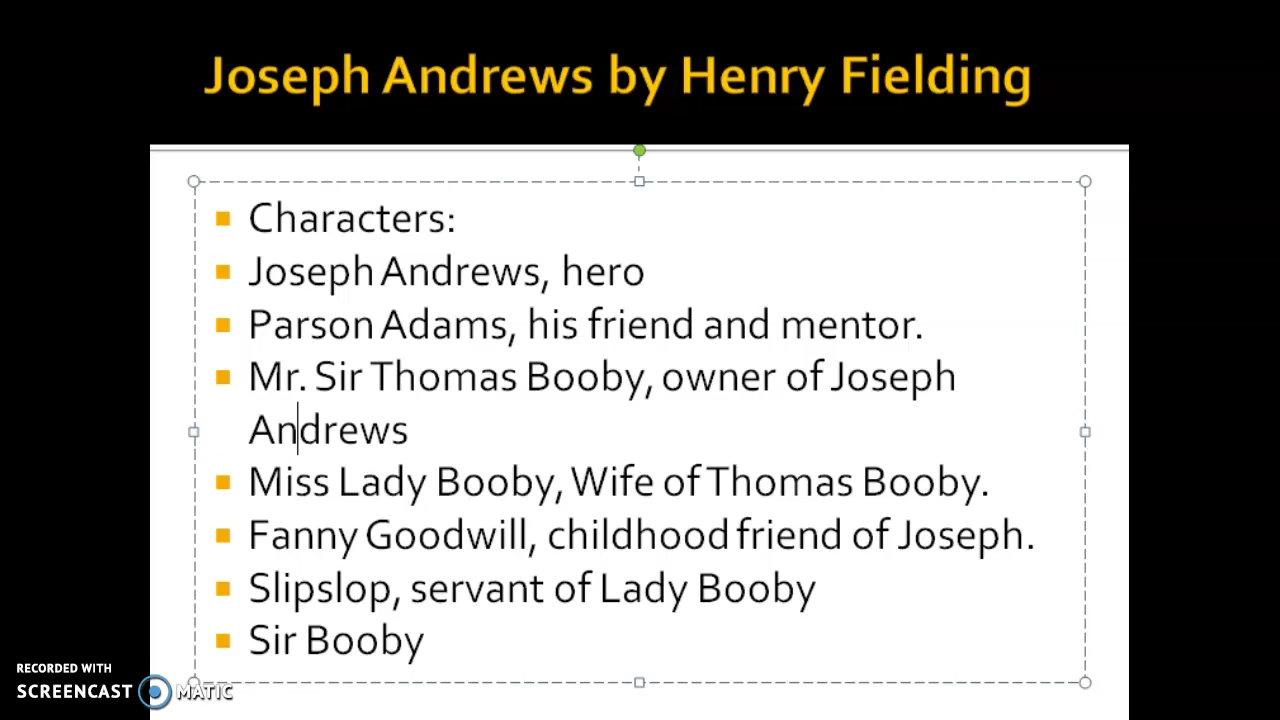 Joseph Andrews by Henry Fielding
Characters:
Joseph Andrews, hero
Parson Adams, his friend and mentor.
Mr. Sir Thomas Booby, owner of Joseph
Andrews
Miss Lady Booby, Wife of Thomas Booby.
Fanny Goodwill, childhood friend of Joseph.
Slipslop, servant of Lady Booby
Sir Booby
RECORDED WITH
SCREENCAST MATIC